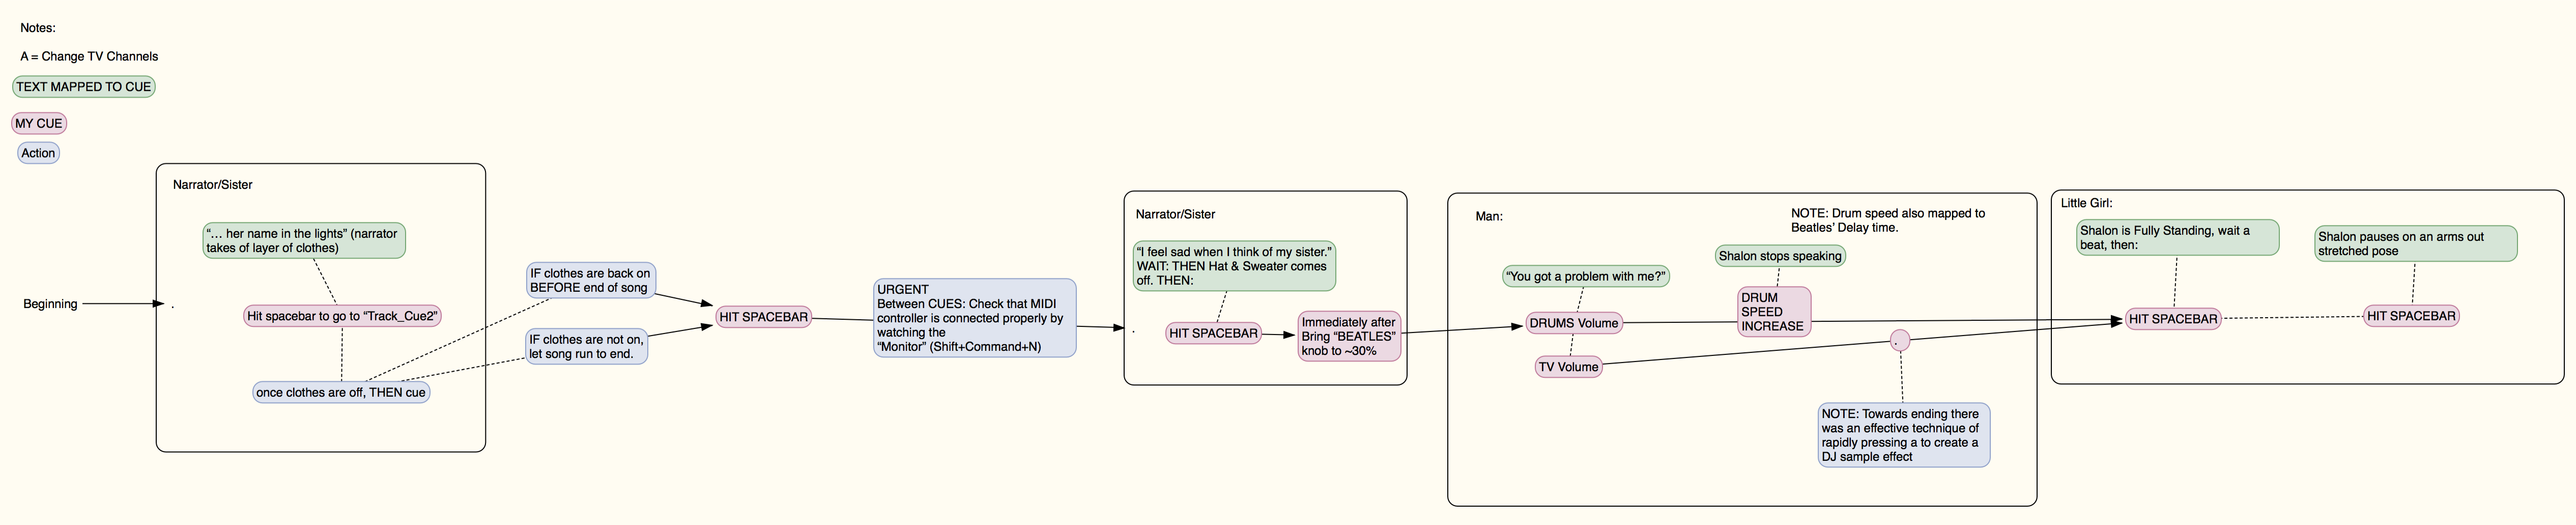 Notes:
A = Change TV Channels
TEXT MAPPED TO CUE
MY CUE
Action
Beginning
.
Narrator/Sister
“... her name in the lights” (narrator
takes of layer of clothes)
Hit spacebar to go to “Track_Cue2”
once clothes are off, THEN cue
IF clothes are back on
BEFORE end of song
IF clothes are not on,
let song run to end.
HIT SPACEBAR
URGENT
Between CUES: Check that MIDI
controller is connected properly by
watching the
“Monitor” (Shift+Command+N)
.
Narrator/Sister
“I feel sad when I think of my sister.”
WAIT: THEN Hat & Sweater comes
off. THEN:
HIT SPACEBAR
Immediately after
Bring “BEATLES”
knob to ~30%
Man:
NOTE: Drum speed also mapped to
Beatles’ Delay time.
“You got a problem with me?”
Shalon stops speaking
DRUMS Volume
DRUM
SPEED
INCREASE
TV Volume
.
NOTE: Towards ending there
was an effective technique of
rapidly pressing a to create a
DJ sample effect
Little Girl:
Shalon is Fully Standing, wait a
beat, then:
Shalon pauses on an arms out
stretched pose
HIT SPACEBAR
HIT SPACEBAR